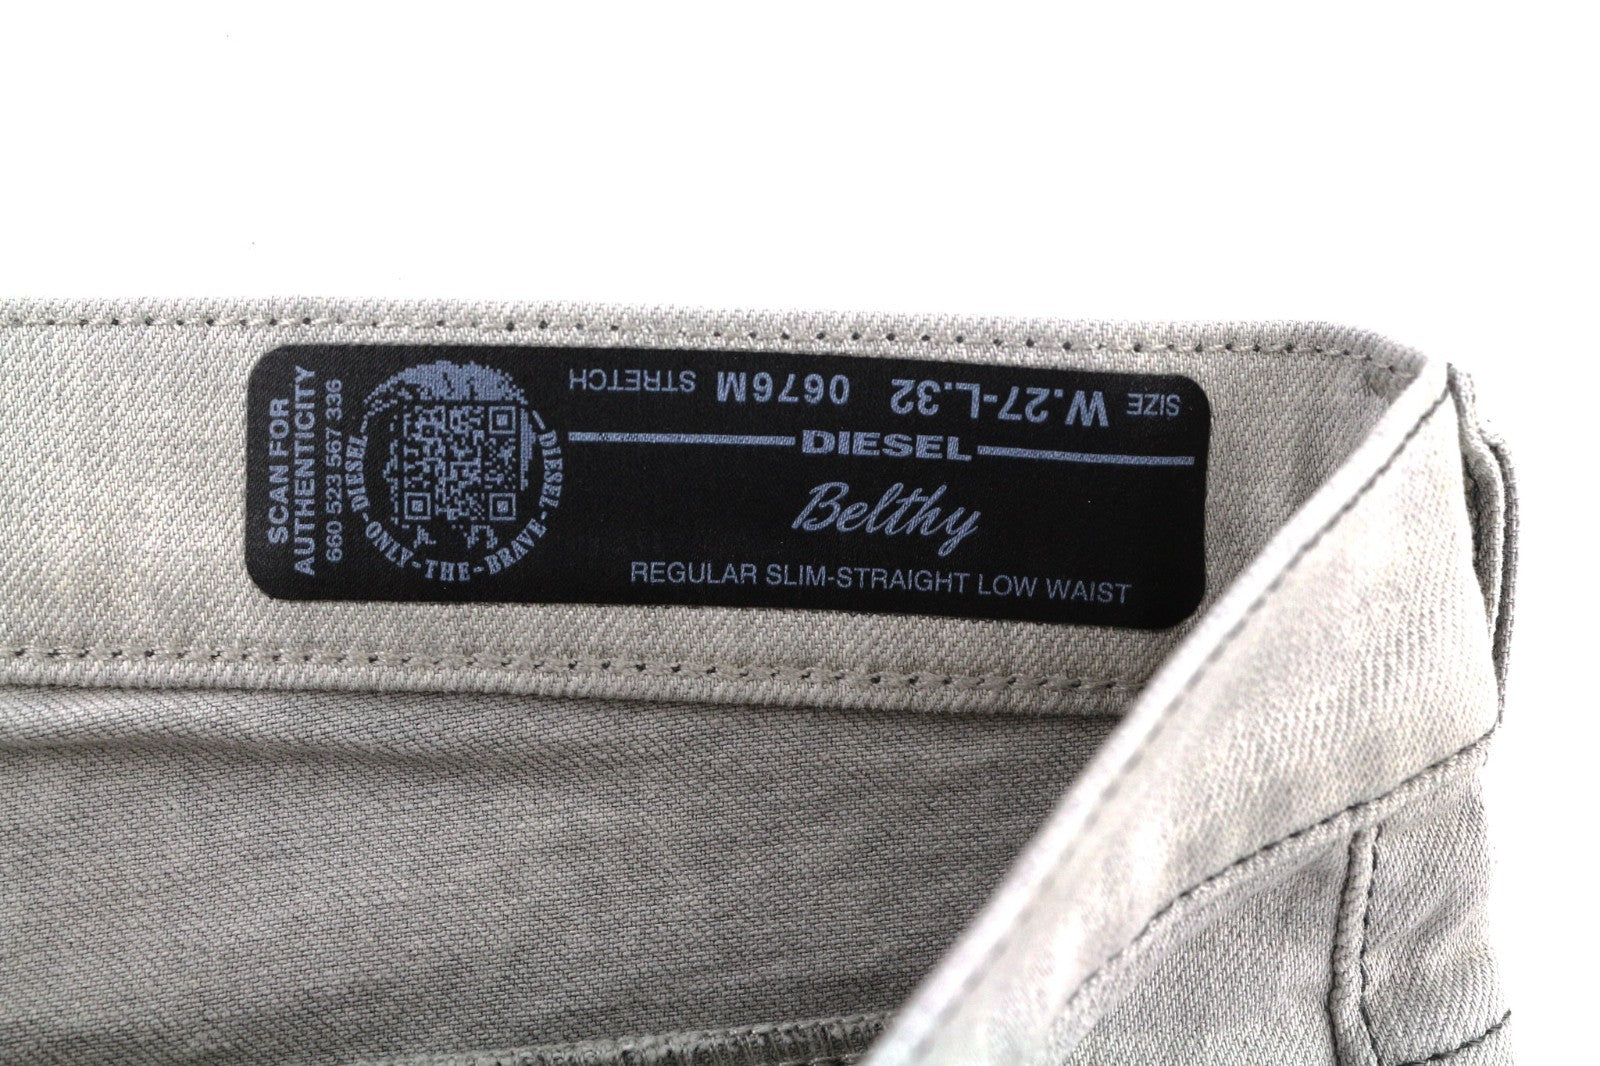 SCAN FOR
AUTHENTICITY
660 523 567 336
DIESEL-ONLY-THE-BRAVE-DIESEL
SIZE W.27-L.32 0676M STRETCH
DIESEL
Belthy
REGULAR SLIM-STRAIGHT LOW WAIST